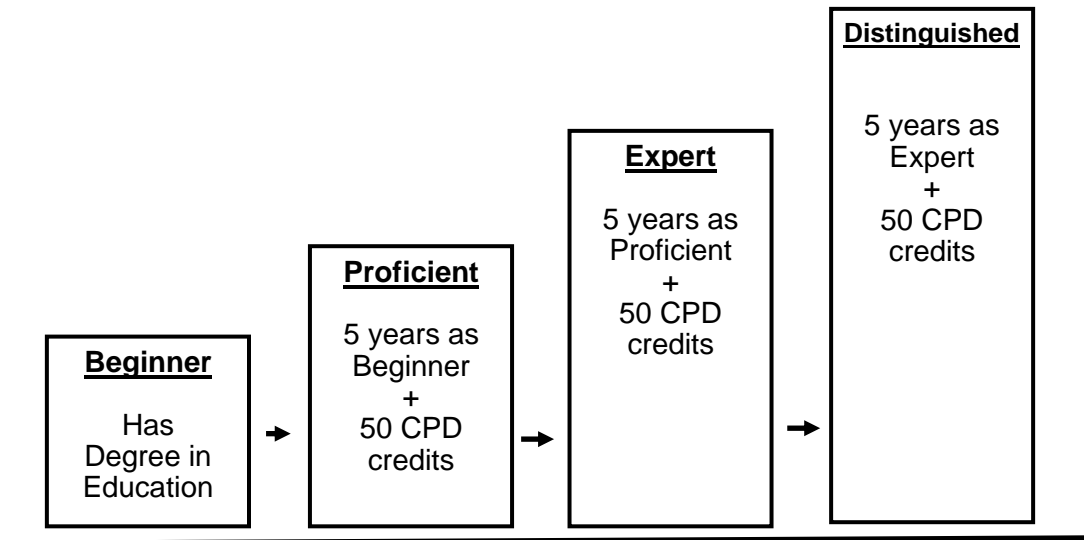 Beginner
Has
Degree in
Education
Proficient
5 years as
Beginner
+
50 CPD
credits
Expert
5 years as
Proficient
+
50 CPD
credits
Distinguished
5 years as
Expert
+
50 CPD
credits